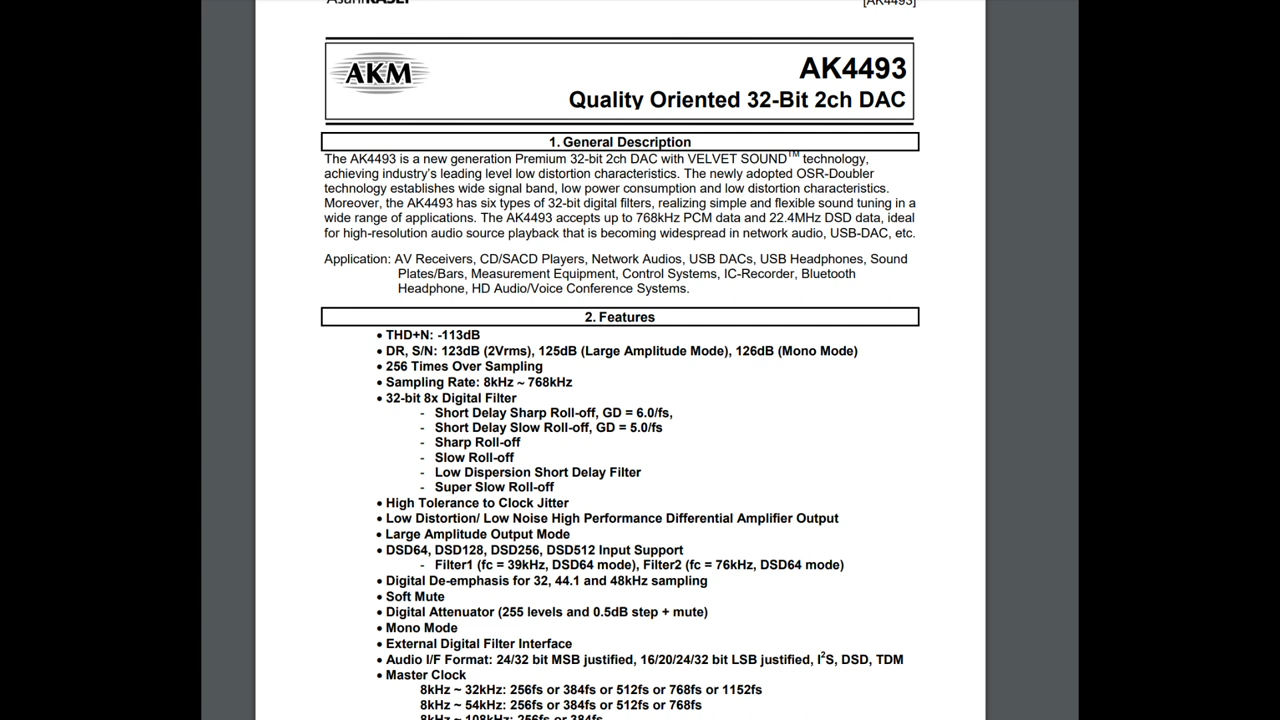 AsahiKASEI
[AK4493]
AKM
AK4493
Quality Oriented 32-Bit 2ch DAC
1. General Description
The AK4493 is a new generation Premium 32-bit 2ch DAC with VELVET SOUND™ technology,
achieving industry's leading level low distortion characteristics. The newly adopted OSR-Doubler
technology establishes wide signal band, low power consumption and low distortion characteristics.
Moreover, the AK4493 has six types of 32-bit digital filters, realizing simple and flexible sound tuning in a
wide range of applications. The AK4493 accepts up to 768kHz PCM data and 22.4MHz DSD data, ideal
for high-resolution audio source playback that is becoming widespread in network audio, USB-DAC, etc.
Application: AV Receivers, CD/SACD Players, Network Audios, USB DACs, USB Headphones, Sound
Plates/Bars, Measurement Equipment, Control Systems, IC-Recorder, Bluetooth
Headphone, HD Audio/Voice Conference Systems.
2. Features
• THD+N: -113dB
• DR, S/N: 123dB (2Vrms), 125dB (Large Amplitude Mode), 126dB (Mono Mode)
• 256 Times Over Sampling
• Sampling Rate: 8kHz ~ 768kHz
• 32-bit 8x Digital Filter
- Short Delay Sharp Roll-off, GD = 6.0/fs,
- Short Delay Slow Roll-off, GD = 5.0/fs
- Sharp Roll-off
- Slow Roll-off
- Low Dispersion Short Delay Filter
- Super Slow Roll-off
• High Tolerance to Clock Jitter
• Low Distortion/ Low Noise High Performance Differential Amplifier Output
• Large Amplitude Output Mode
• DSD64, DSD128, DSD256, DSD512 Input Support
- Filter1 (fc = 39kHz, DSD64 mode), Filter2 (fc = 76kHz, DSD64 mode)
• Digital De-emphasis for 32, 44.1 and 48kHz sampling
• Soft Mute
• Digital Attenuator (255 levels and 0.5dB step + mute)
• Mono Mode
• External Digital Filter Interface
• Audio I/F Format: 24/32 bit MSB justified, 16/20/24/32 bit LSB justified, I²S, DSD, TDM
• Master Clock
8kHz ~ 32kHz: 256fs or 384fs or 512fs or 768fs or 1152fs
8kHz ~ 54kHz: 256fs or 384fs or 512fs or 768fs
8kHz ~ 108kHz: 256fs or 384fs